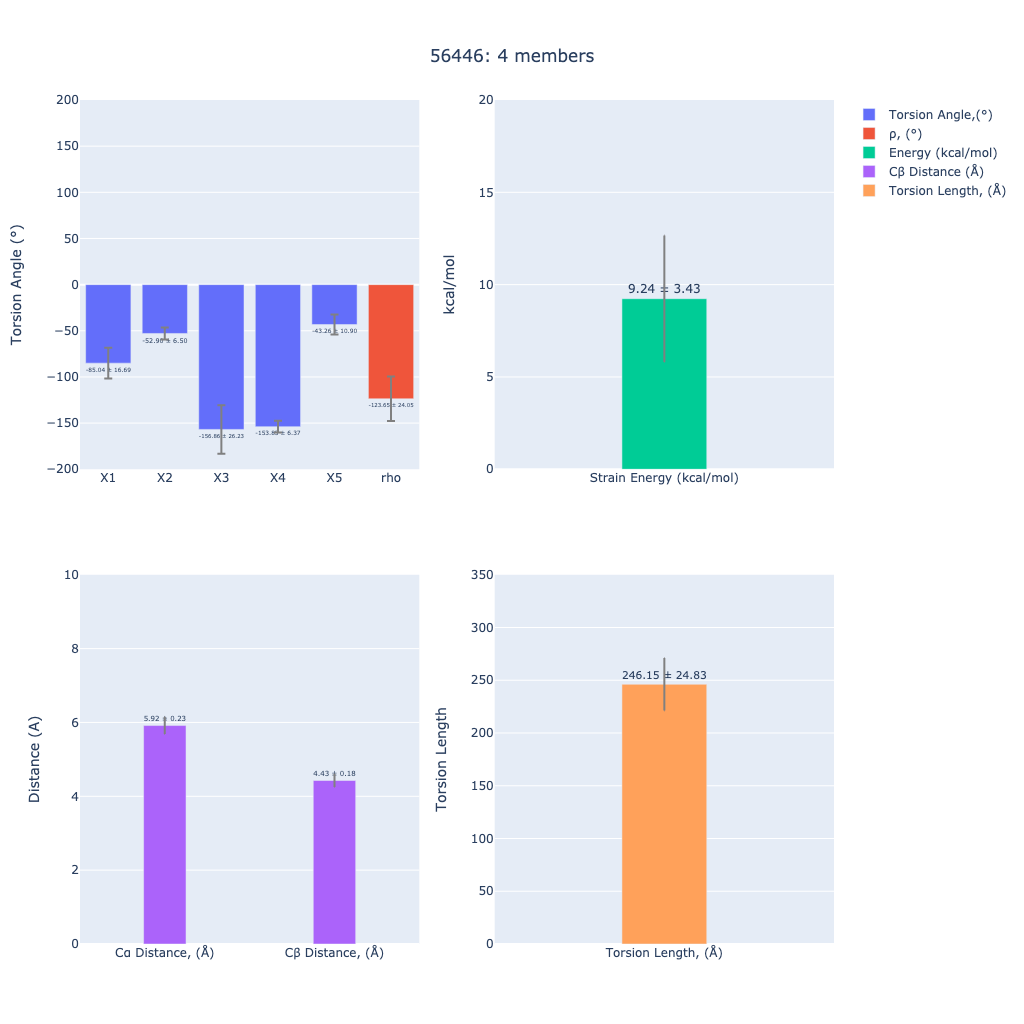 56446: 4 members
200
150
100
50
0
−50
−100
−150
−200
Torsion Angle (°)
-85.04 ± 16.69
-52.96 ± 6.50
-156.86 ± 26.23
-43.26 ± 10.90
-123.65 ± 24.05
X1 X2 X3 X4 X5 rho
20
15
10
5
0
kcal/mol
9.24 ± 3.43
Strain Energy (kcal/mol)
Torsion Angle,(°)
ρ, (°)
Energy (kcal/mol)
Cβ Distance (Å)
Torsion Length, (Å)
10
8
6
4
2
0
Distance (A)
5.92 ± 0.23
4.43 ± 0.18
Cα Distance, (Å) Cβ Distance, (Å)
350
300
250
200
150
100
50
0
Torsion Length
246.15 ± 24.83
Torsion Length, (Å)